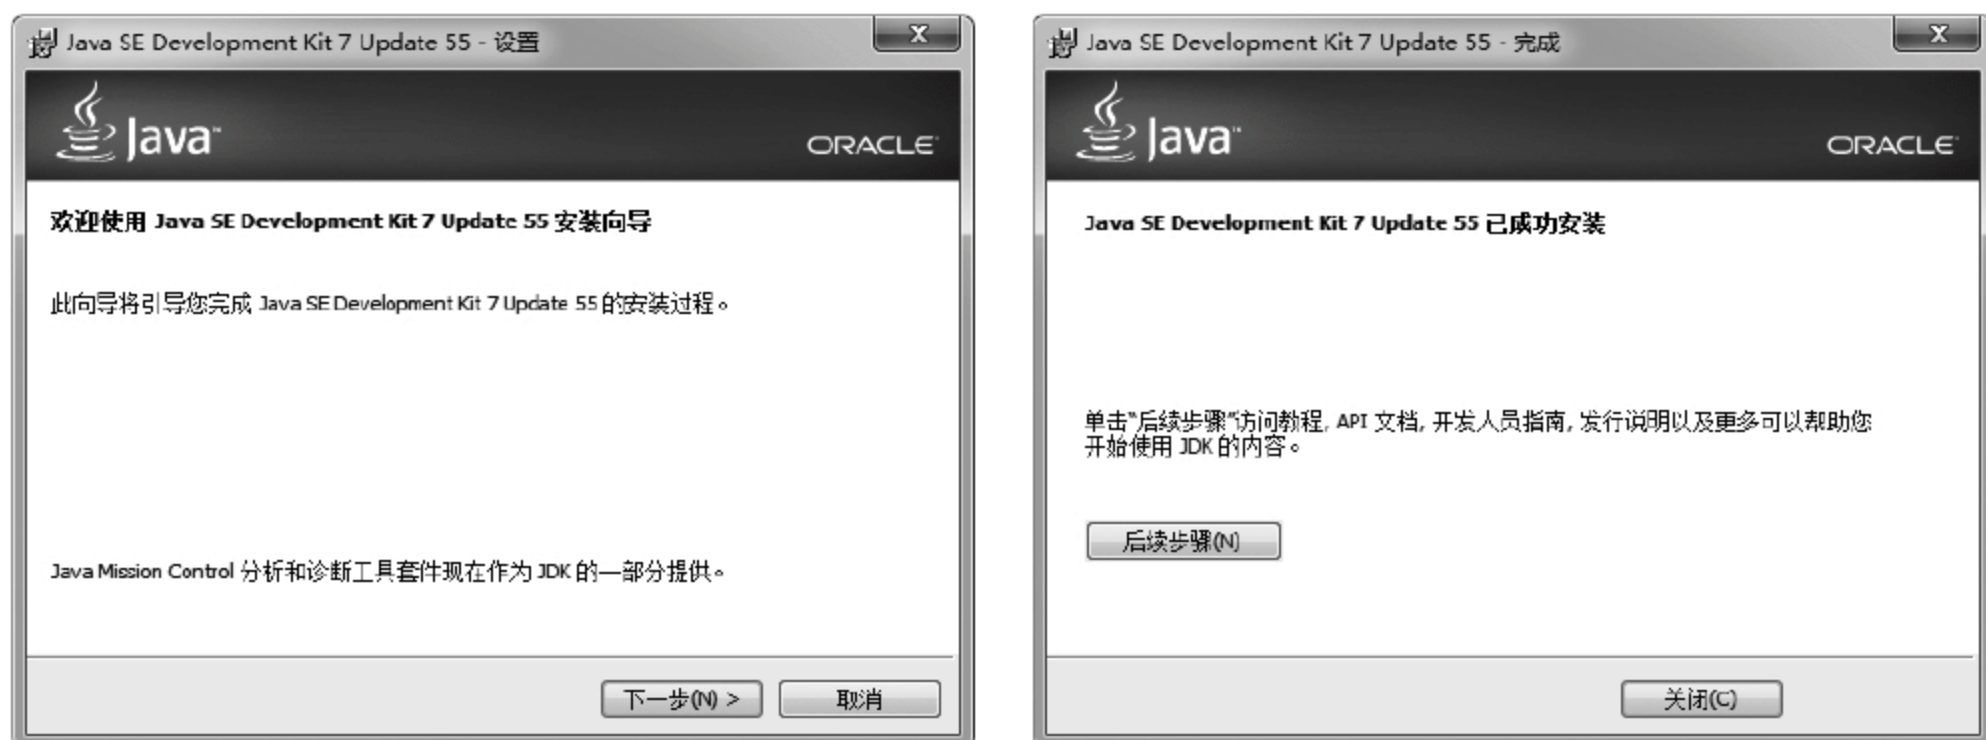 Java SE Development Kit 7 Update 55 - 设置
Java™
ORACLE
欢迎使用 Java SE Development Kit 7 Update 55 安装向导
此向导将引导您完成 Java SE Development Kit 7 Update 55 的安装过程。
Java Mission Control 分析和诊断工具套件现在作为 JDK 的一部分提供。
下一步(N) >
取消
Java SE Development Kit 7 Update 55 - 完成
Java™
ORACLE
Java SE Development Kit 7 Update 55 已成功安装
单击"后续步骤"访问教程, API 文档, 开发人员指南, 发行说明以及更多可以帮助您
开始使用 JDK 的内容。
后续步骤(N)
关闭(C)